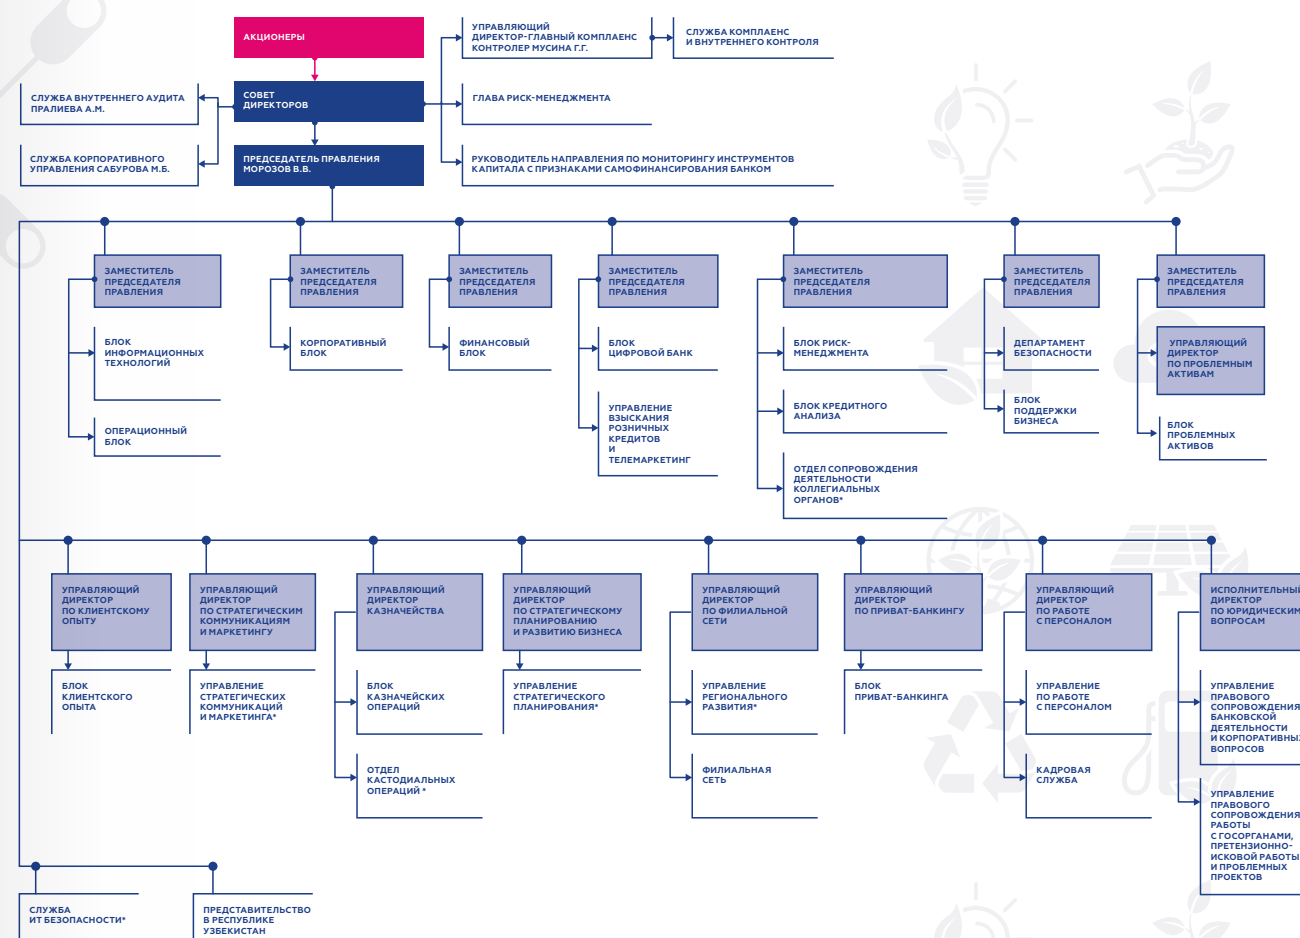 АКЦИОНЕРЫ
УПРАВЛЯЮЩИЙ
ДИРЕКТОР-ГЛАВНЫЙ КОМПЛАЕНС
КОНТРОЛЕР МУСИНА Г.Г.
СЛУЖБА КОМПЛАЕНС
И ВНУТРЕННЕГО КОНТРОЛЯ
СЛУЖБА ВНУТРЕННЕГО АУДИТА
ПРАЛИЕВА А.М.
СОВЕТ
ДИРЕКТОРОВ
ГЛАВА РИСК-МЕНЕДЖМЕНТА
СЛУЖБА КОРПОРАТИВНОГО
УПРАВЛЕНИЯ САБУРОВА М.Б.
ПРЕДСЕДАТЕЛЬ ПРАВЛЕНИЯ
МОРОЗОВ В.В.
РУКОВОДИТЕЛЬ НАПРАВЛЕНИЯ ПО МОНИТОРИНГУ ИНСТРУМЕНТОВ
КАПИТАЛА С ПРИЗНАКАМИ САМОФИНАНСИРОВАНИЯ БАНКОМ
ЗАМЕСТИТЕЛЬ
ПРЕДСЕДАТЕЛЯ
ПРАВЛЕНИЯ
БЛОК
ИНФОРМАЦИОННЫХ
ТЕХНОЛОГИЙ
ОПЕРАЦИОННЫЙ
БЛОК
ЗАМЕСТИТЕЛЬ
ПРЕДСЕДАТЕЛЯ
ПРАВЛЕНИЯ
КОРПОРАТИВНЫЙ
БЛОК
ЗАМЕСТИТЕЛЬ
ПРЕДСЕДАТЕЛЯ
ПРАВЛЕНИЯ
ФИНАНСОВЫЙ
БЛОК
ЗАМЕСТИТЕЛЬ
ПРЕДСЕДАТЕЛЯ
ПРАВЛЕНИЯ
БЛОК
ЦИФРОВОЙ БАНК
УПРАВЛЕНИЕ
ВЗЫСКАНИЯ
РОЗНИЧНЫХ
КРЕДИТОВ
И
ТЕЛЕМАРКЕТИНГ
ЗАМЕСТИТЕЛЬ
ПРЕДСЕДАТЕЛЯ
ПРАВЛЕНИЯ
БЛОК РИСК-
МЕНЕДЖМЕНТА
БЛОК КРЕДИТНОГО
АНАЛИЗА
ОТДЕЛ СОПРОВОЖДЕНИЯ
ДЕЯТЕЛЬНОСТИ
КОЛЛЕГИАЛЬНЫХ
ОРГАНОВ*
ЗАМЕСТИТЕЛЬ
ПРЕДСЕДАТЕЛЯ
ПРАВЛЕНИЯ
ДЕПАРТАМЕНТ
БЕЗОПАСНОСТИ
БЛОК
ПОДДЕРЖКИ
БИЗНЕСА
ЗАМЕСТИТЕЛЬ
ПРЕДСЕДАТЕЛЯ
ПРАВЛЕНИЯ
УПРАВЛЯЮЩИЙ
ДИРЕКТОР
ПО ПРОБЛЕМНЫМ
АКТИВАМ
БЛОК
ПРОБЛЕМНЫХ
АКТИВОВ
УПРАВЛЯЮЩИЙ
ДИРЕКТОР
ПО КЛИЕНТСКОМУ
ОПЫТУ
БЛОК
КЛИЕНТСКОГО
ОПЫТА
УПРАВЛЯЮЩИЙ
ДИРЕКТОР
ПО СТРАТЕГИЧЕСКИМ
КОММУНИКАЦИЯМ
И МАРКЕТИНГУ
УПРАВЛЕНИЕ
СТРАТЕГИЧЕСКИХ
КОММУНИКАЦИЙ
И МАРКЕТИНГА*
УПРАВЛЯЮЩИЙ
ДИРЕКТОР
КАЗНАЧЕЙСТВА
БЛОК
КАЗНАЧЕЙСКИХ
ОПЕРАЦИЙ
ОТДЕЛ
КАСТОДИАЛЬНЫХ
ОПЕРАЦИЙ *
УПРАВЛЯЮЩИЙ
ДИРЕКТОР
ПО СТРАТЕГИЧЕСКОМУ
ПЛАНИРОВАНИЮ
И РАЗВИТИЮ БИЗНЕСА
УПРАВЛЕНИЕ
СТРАТЕГИЧЕСКОГО
ПЛАНИРОВАНИЯ*
УПРАВЛЯЮЩИЙ
ДИРЕКТОР
ПО ФИЛИАЛЬНОЙ
СЕТИ
УПРАВЛЕНИЕ
РЕГИОНАЛЬНОГО
РАЗВИТИЯ*
ФИЛИАЛЬНАЯ
СЕТЬ
УПРАВЛЯЮЩИЙ
ДИРЕКТОР
ПО ПРИВАТ-БАНКИНГУ
БЛОК
ПРИВАТ-БАНКИНГА
УПРАВЛЯЮЩИЙ
ДИРЕКТОР
ПО РАБОТЕ
С ПЕРСОНАЛОМ
УПРАВЛЕНИЕ
ПО РАБОТЕ
С ПЕРСОНАЛОМ
КАДРОВАЯ
СЛУЖБА
ИСПОЛНИТЕЛЬНЫ
ДИРЕКТОР
ПО ЮРИДИЧЕСКИМ
ВОПРОСАМ
УПРАВЛЕНИЕ
ПРАВОВОГО
СОПРОВОЖДЕНИЯ
БАНКОВСКОЙ
ДЕЯТЕЛЬНОСТИ
И КОРПОРАТИВНЫ
ВОПРОСОВ
УПРАВЛЕНИЕ
ПРАВОВОГО
СОПРОВОЖДЕНИЯ
РАБОТЫ
С ГОСОРГАНАМИ,
ПРЕТЕНЗИОННО-
ИСКОВОЙ РАБОТЫ
И ПРОБЛЕМНЫХ
ПРОЕКТОВ
СЛУЖБА
ИТ БЕЗОПАСНОСТИ*
ПРЕДСТАВИТЕЛЬСТВО
В РЕСПУБЛИКЕ
УЗБЕКИСТАН